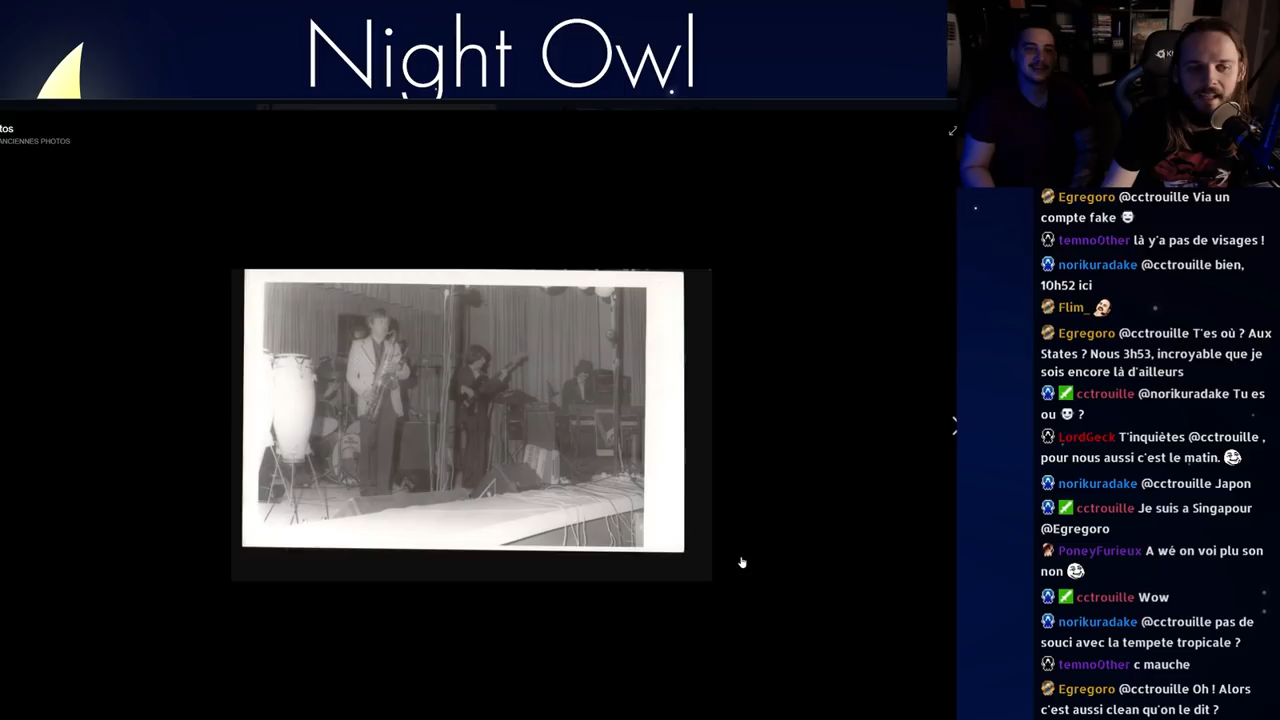 Night Owl
tos
ANCIENNES PHOTOS
Egregoro @cctrouille Via un
compte fake
temnoOther là y'a pas de visages !
norikuradake @cctrouille bien,
10h52 ici
Flim_
Egregoro @cctrouille T'es où ? Aux
States ? Nous 3h53, incroyable que je
sois encore là d'ailleurs
cctrouille @norikuradake Tu es
ou ?
LordGeck T'inquiètes @cctrouille ,
pour nous aussi c'est le matin.
norikuradake @cctrouille Japon
cctrouille Je suis a Singapour
@Egregoro
PoneyFurieux A wé on voi plu son
non
cctrouille Wow
norikuradake @cctrouille pas de
souci avec la tempete tropicale ?
temnoOther c mauche
Egregoro @cctrouille Oh ! Alors
c'est aussi clean qu'on le dit ?